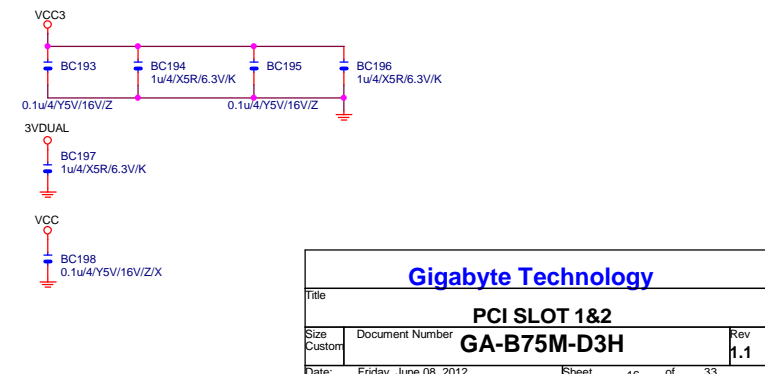 VCC3
BC193
BC194
1u/4/X5R/6.3V/K
BC195
BC196
1u/4/X5R/6.3V/K
0.1u/4/Y5V/16V/Z
0.1u/4/Y5V/16V/Z
3VDUAL
BC197
1u/4/X5R/6.3V/K
VCC
BC198
0.1u/4/Y5V/16V/Z/X
Gigabyte Technology
Title
PCI SLOT 1&2
Size
Custom
Document Number
GA-B75M-D3H
Rev
1.1
Date: Friday, June 08, 2012 Sheet 16 of 33